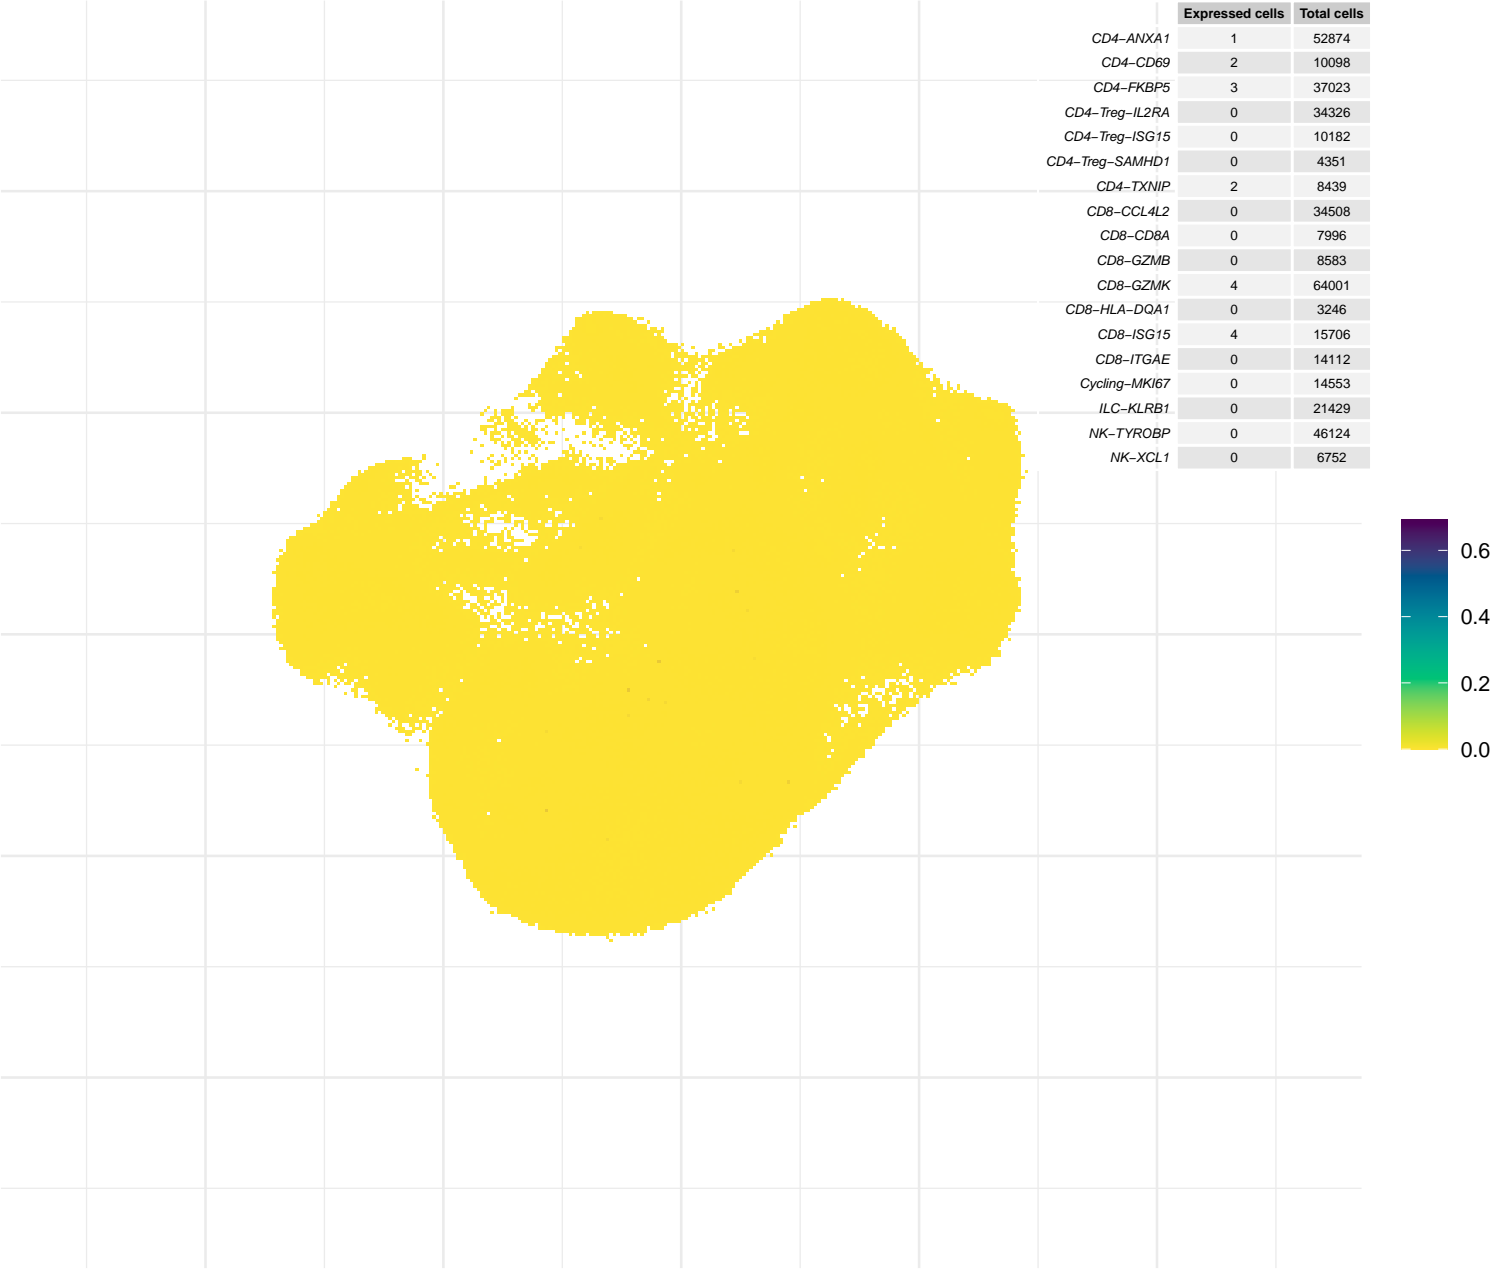 Expressed cells Total cells
CD4−ANXA1 1 52874
CD4−CD69 2 10098
CD4−FKBP5 3 37023
CD4−Treg−IL2RA 0 34326
CD4−Treg−ISG15 0 10182
CD4−Treg−SAMHD1 0 4351
CD4−TXNIP 2 8439
CD8−CCL4L2 0 34508
CD8−CD8A 0 7996
CD8−GZMB 0 8583
CD8−GZMK 4 64001
CD8−HLA−DQA1 0 3246
CD8−ISG15 4 15706
CD8−ITGAE 0 14112
Cycling−MKI67 0 14553
ILC−KLRB1 0 21429
NK−TYROBP 0 46124
NK−XCL1 0 6752
0.6
0.4
0.2
0.0